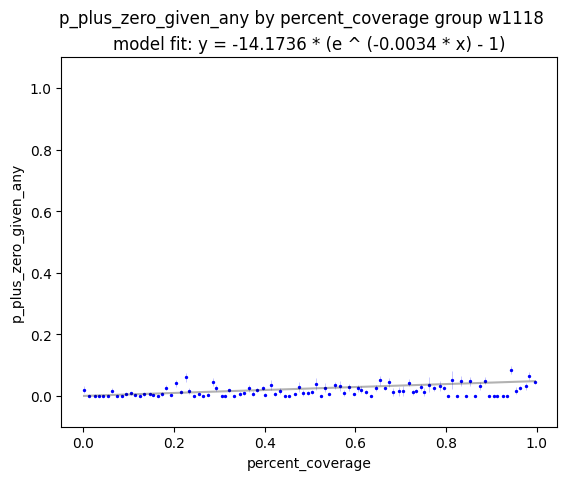 p_plus_zero_given_any by percent_coverage group w1118
model fit: y = -14.1736 * (e ^ (-0.0034 * x) - 1)
1.0
0.8
0.6
0.4
0.2
0.0
p_plus_zero_given_any
0.0 0.2 0.4 0.6 0.8 1.0
percent_coverage